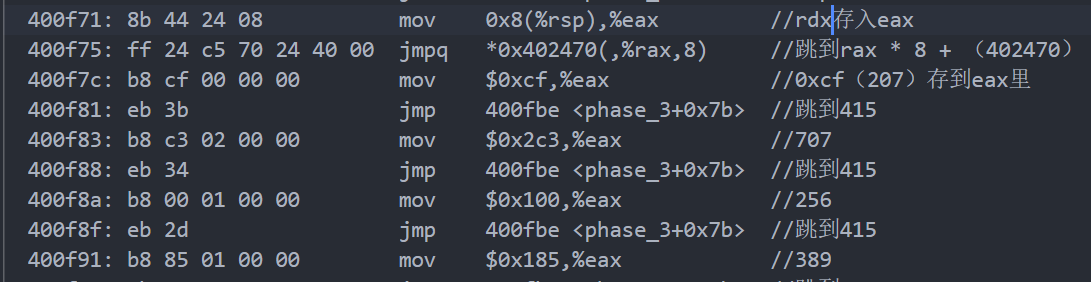 400f71: 8b 44 24 08 mov 0x8(%rsp),%eax //rdx存入eax
400f75: ff 24 c5 70 24 40 00 jmpq *0x402470(,%rax,8) //跳到rax * 8 + （402470）
400f7c: b8 cf 00 00 00 mov $0xcf,%eax //0xcf（207）存到eax里
400f81: eb 3b jmp 400fbe <phase_3+0x7b> //跳到415
400f83: b8 c3 02 00 00 mov $0x2c3,%eax //707
400f88: eb 34 jmp 400fbe <phase_3+0x7b> //跳到415
400f8a: b8 00 01 00 00 mov $0x100,%eax //256
400f8f: eb 2d jmp 400fbe <phase_3+0x7b> //跳到415
400f91: b8 85 01 00 00 mov $0x185,%eax //389